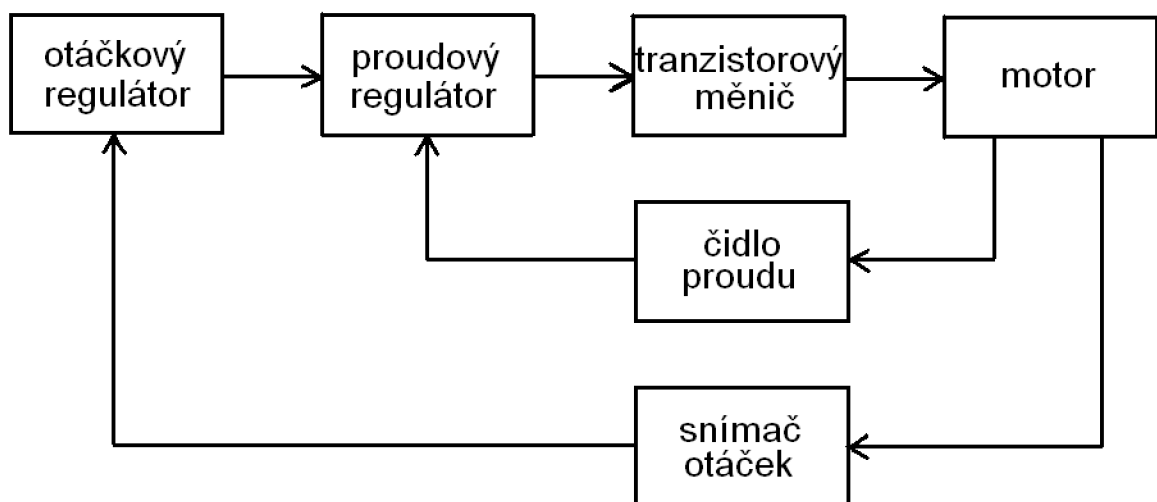 otáčkový
regulátor
proudový
regulátor
tranzistorový
měnič
motor
čidlo
proudu
snímač
otáček